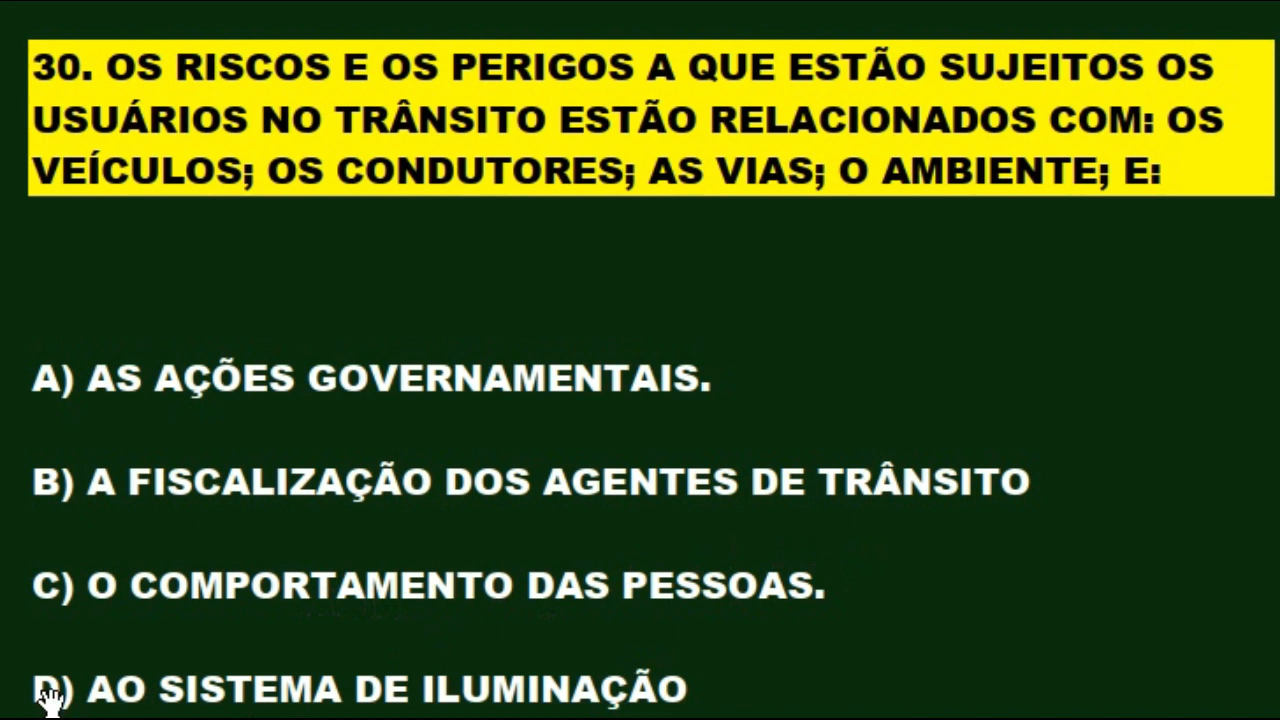 30. OS RISCOS E OS PERIGOS A QUE ESTÃO SUJEITOS OS
USUÁRIOS NO TRÂNSITO ESTÃO RELACIONADOS COM: OS
VEÍCULOS; OS CONDUTORES; AS VIAS; O AMBIENTE; E:
A) AS AÇÕES GOVERNAMENTAIS.
B) A FISCALIZAÇÃO DOS AGENTES DE TRÂNSITO
C) O COMPORTAMENTO DAS PESSOAS.
D) AO SISTEMA DE ILUMINAÇÃO